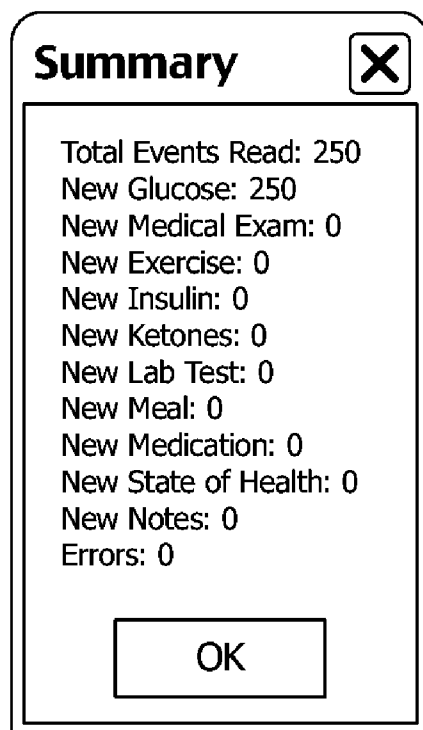 Summary
Total Events Read: 250
New Glucose: 250
New Medical Exam: 0
New Exercise: 0
New Insulin: 0
New Ketones: 0
New Lab Test: 0
New Meal: 0
New Medication: 0
New State of Health: 0
New Notes: 0
Errors: 0
OK